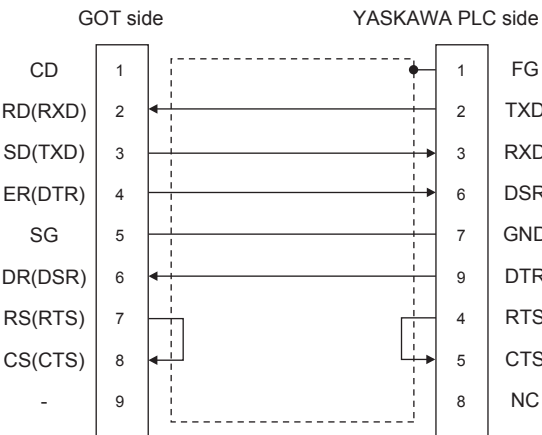 GOT side YASKAWA PLC side
CD 1 1 FG
RD(RXD) 2 2 TXD
SD(TXD) 3 3 RXD
ER(DTR) 4 6 DSR
SG 5 7 GND
DR(DSR) 6 9 DTR
RS(RTS) 7 4 RTS
CS(CTS) 8 5 CTS
- 9 8 NC